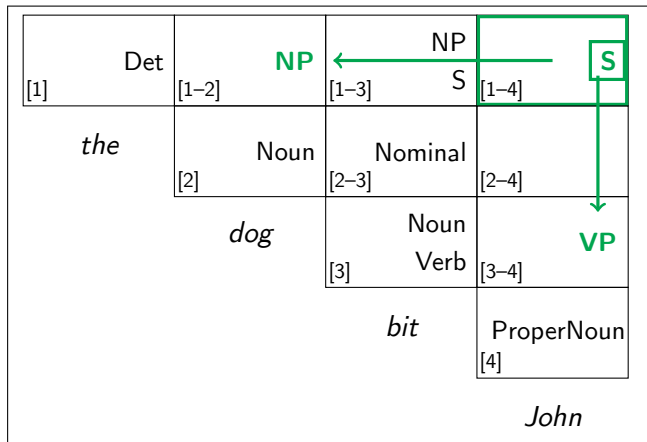 Det NP NP S
[1] [1–2] [1–3] S [1–4]
the Noun Nominal
[2] [2–3] [2–4]
dog Noun VP
Verb
[3] [3–4]
bit ProperNoun
[4]
John